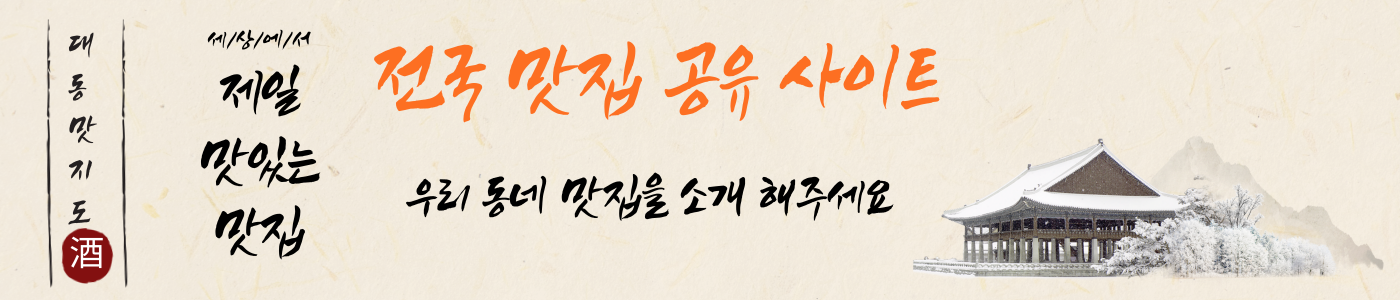 대동맛지도
酒
세/상/에/서
제일
맛있는
맛집
전국 맛집 공유 사이트
우리 동네 맛집을 소개 해주세요